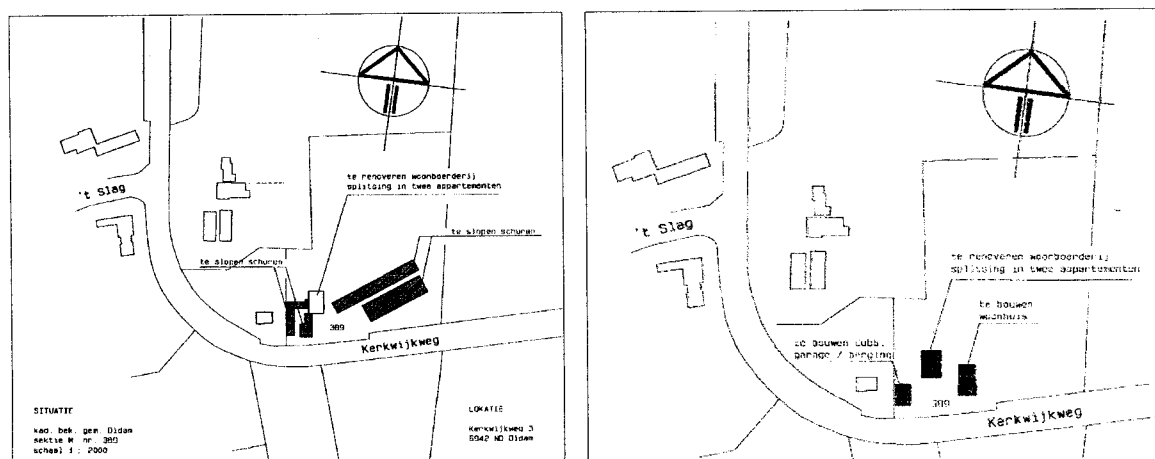 't Slag
te renoveren woonboerderij
splitsing in twee appartementen
te slopen schuren
te slopen schuren
389
Kerkwijkweg
SITUATIE
kad. bek. gem. Didam
sektie M nr. 389
schaal 1 : 2000
LOKATIE
Kerkwijkweg 3
6942 ND Didam
't Slag
te renoveren woonboerderij
splitsing in twee appartementen
te bouwen
woonhuis
te bouwen dubb.
garage / berging
389
Kerkwijkweg